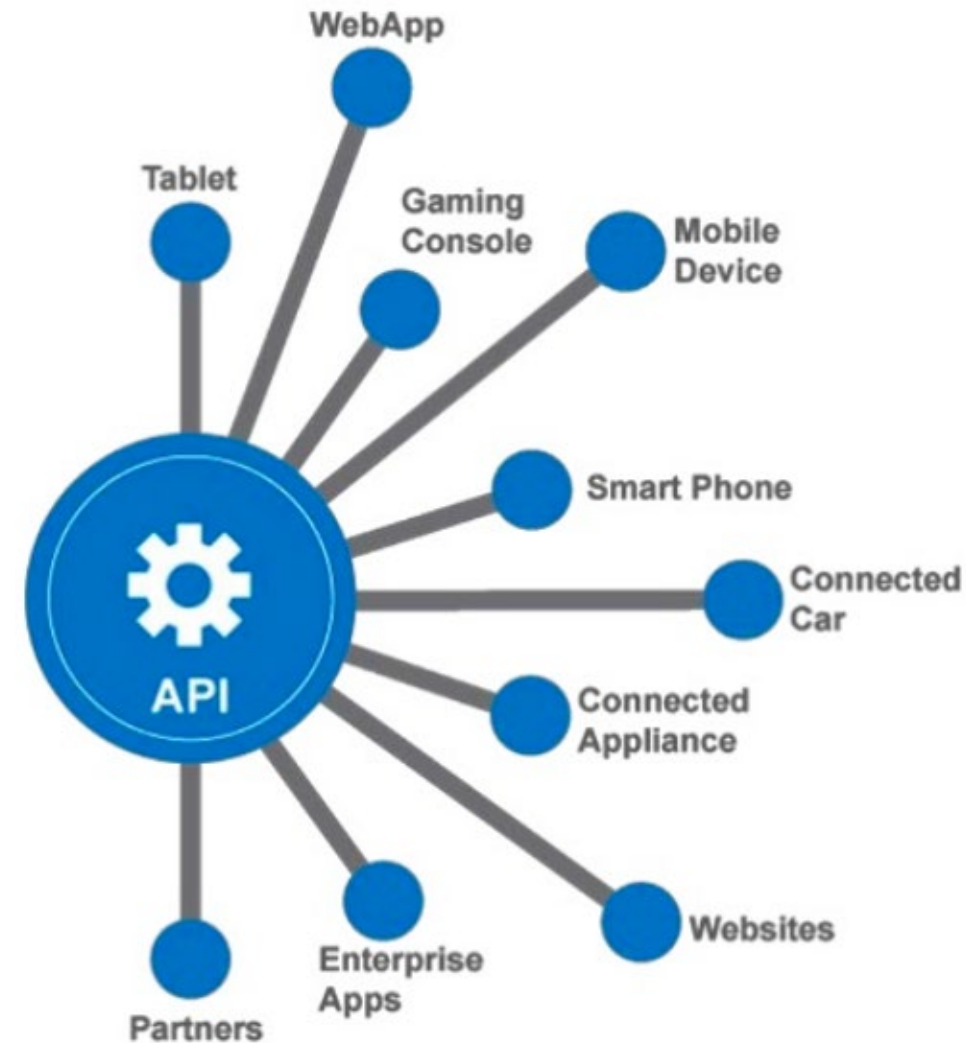 WebApp
Tablet
Gaming
Console
Mobile
Device
Smart Phone
Connected
Car
API
Connected
Appliance
Websites
Enterprise
Apps
Partners